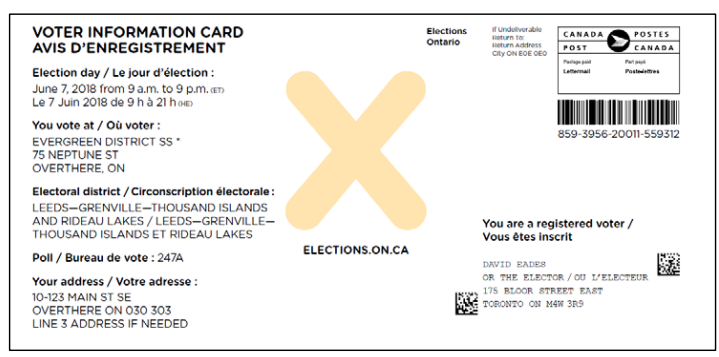 VOTER INFORMATION CARD
AVIS D'ENREGISTREMENT
Election day / Le jour d'élection :
June 7, 2018 from 9 a.m. to 9 p.m. (ET)
Le 7 Juin 2018 de 9 h à 21 h (HE)
You vote at / Où voter :
EVERGREEN DISTRICT SS *
75 NEPTUNE ST
OVERTHERE, ON
Electoral district / Circonscription électorale :
LEEDS—GRENVILLE—THOUSAND ISLANDS
AND RIDEAU LAKES / LEEDS—GRENVILLE—
THOUSAND ISLANDS ET RIDEAU LAKES
Poll / Bureau de vote : 247A
Your address / Votre adresse :
10-123 MAIN ST SE
OVERTHERE ON 030 303
LINE 3 ADDRESS IF NEEDED
ELECTIONS.ON.CA
Elections
Ontario
If Undeliverable
Return To:
Return Address
City ON E0E 0E0
CANADA POSTES
POST CANADA
Postage paid Port payé
Lettermail Poste-lettres
859-3956-20011-559312
You are a registered voter /
Vous êtes inscrit
DAVID EADES
OR THE ELECTOR / OU L'ELECTEUR
175 BLOOR STREET EAST
TORONTO ON M4W 3R9